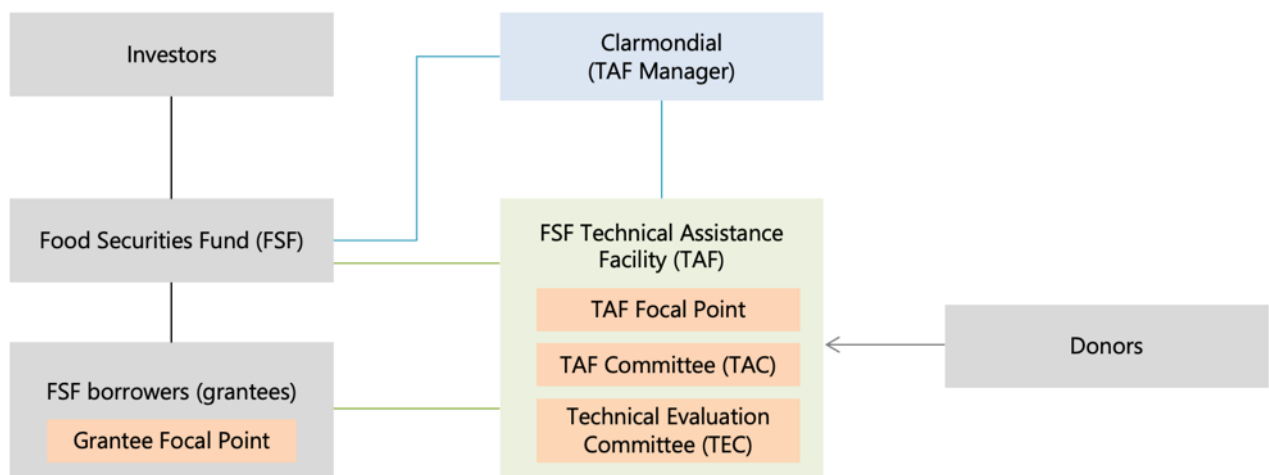 Investors
Clarmondial
(TAF Manager)
Food Securities Fund (FSF)
FSF Technical Assistance
Facility (TAF)
TAF Focal Point
TAF Committee (TAC)
Technical Evaluation
Committee (TEC)
Donors
FSF borrowers (grantees)
Grantee Focal Point